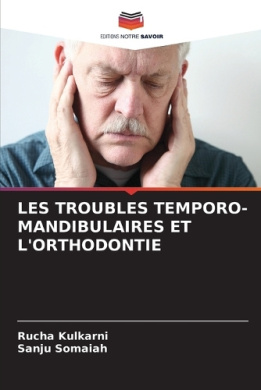 EDITIONS NOTRE SAVOIR
LES TROUBLES TEMPORO-
MANDIBULAIRES ET
L'ORTHODONTIE
Rucha Kulkarni
Sanju Somaiah